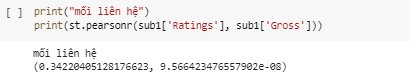 [ ] print("mối liên hệ")
print(st.pearsonr(sub1['Ratings'], sub1['Gross']))
mối liên hệ
(0.34220405128176623, 9.566423476557902e-08)